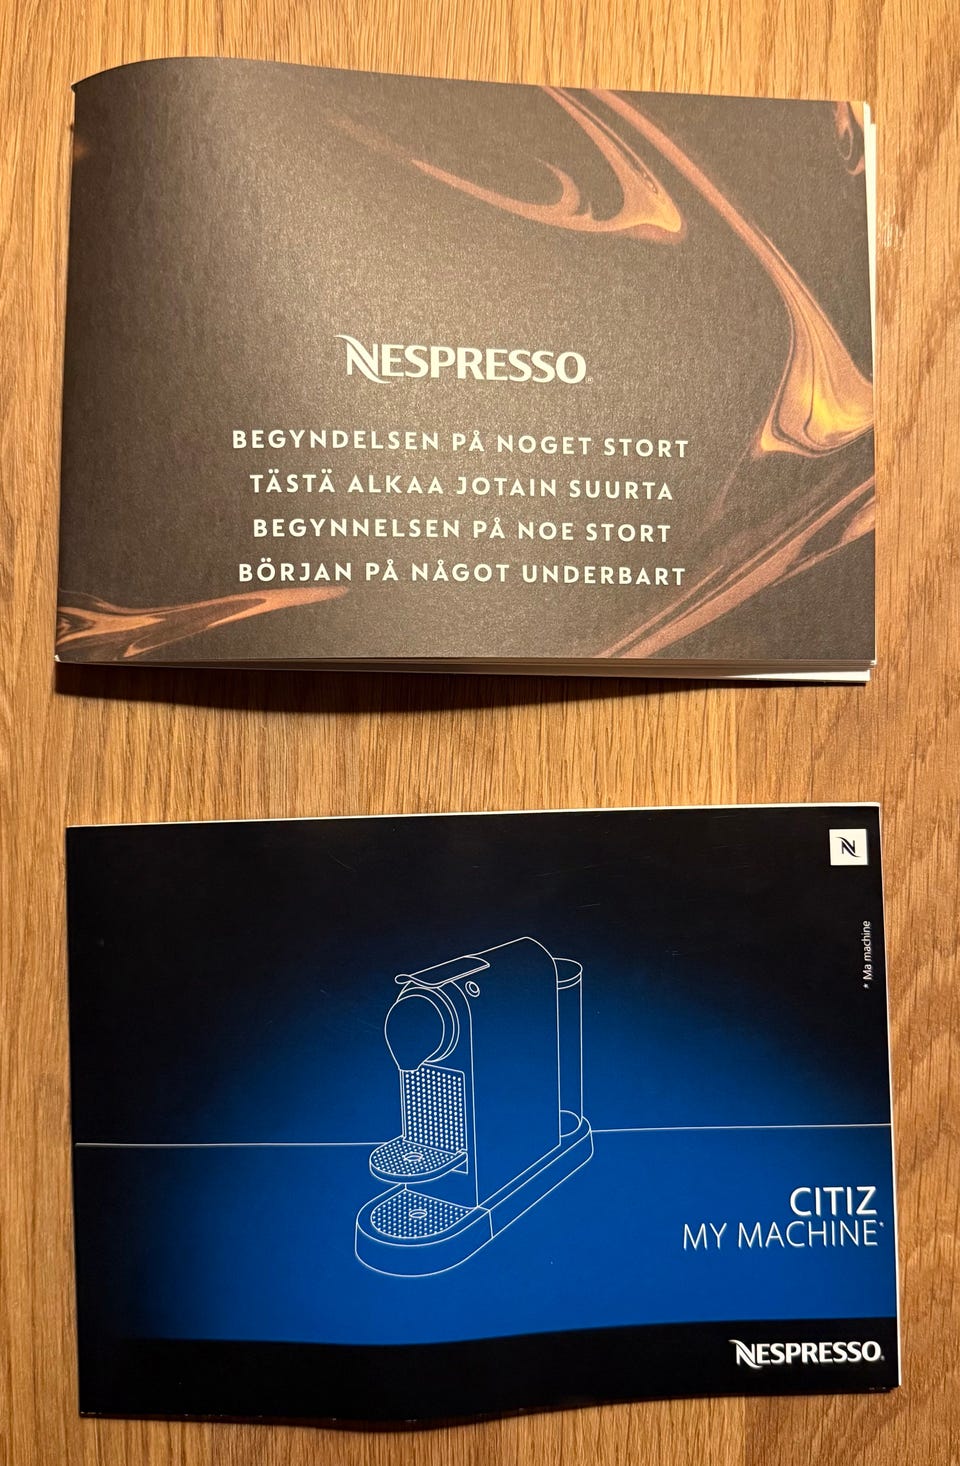 NESPRESSO
BEGYNDELSEN PÅ NOGET STORT
TÄSTÄ ALKAA JOTAIN SUURTA
BEGYNNELSEN PÅ NOE STORT
BÖRJAN PÅ NÅGOT UNDERBART
N
* Ma machine
CITIZ
MY MACHINE*
NESPRESSO